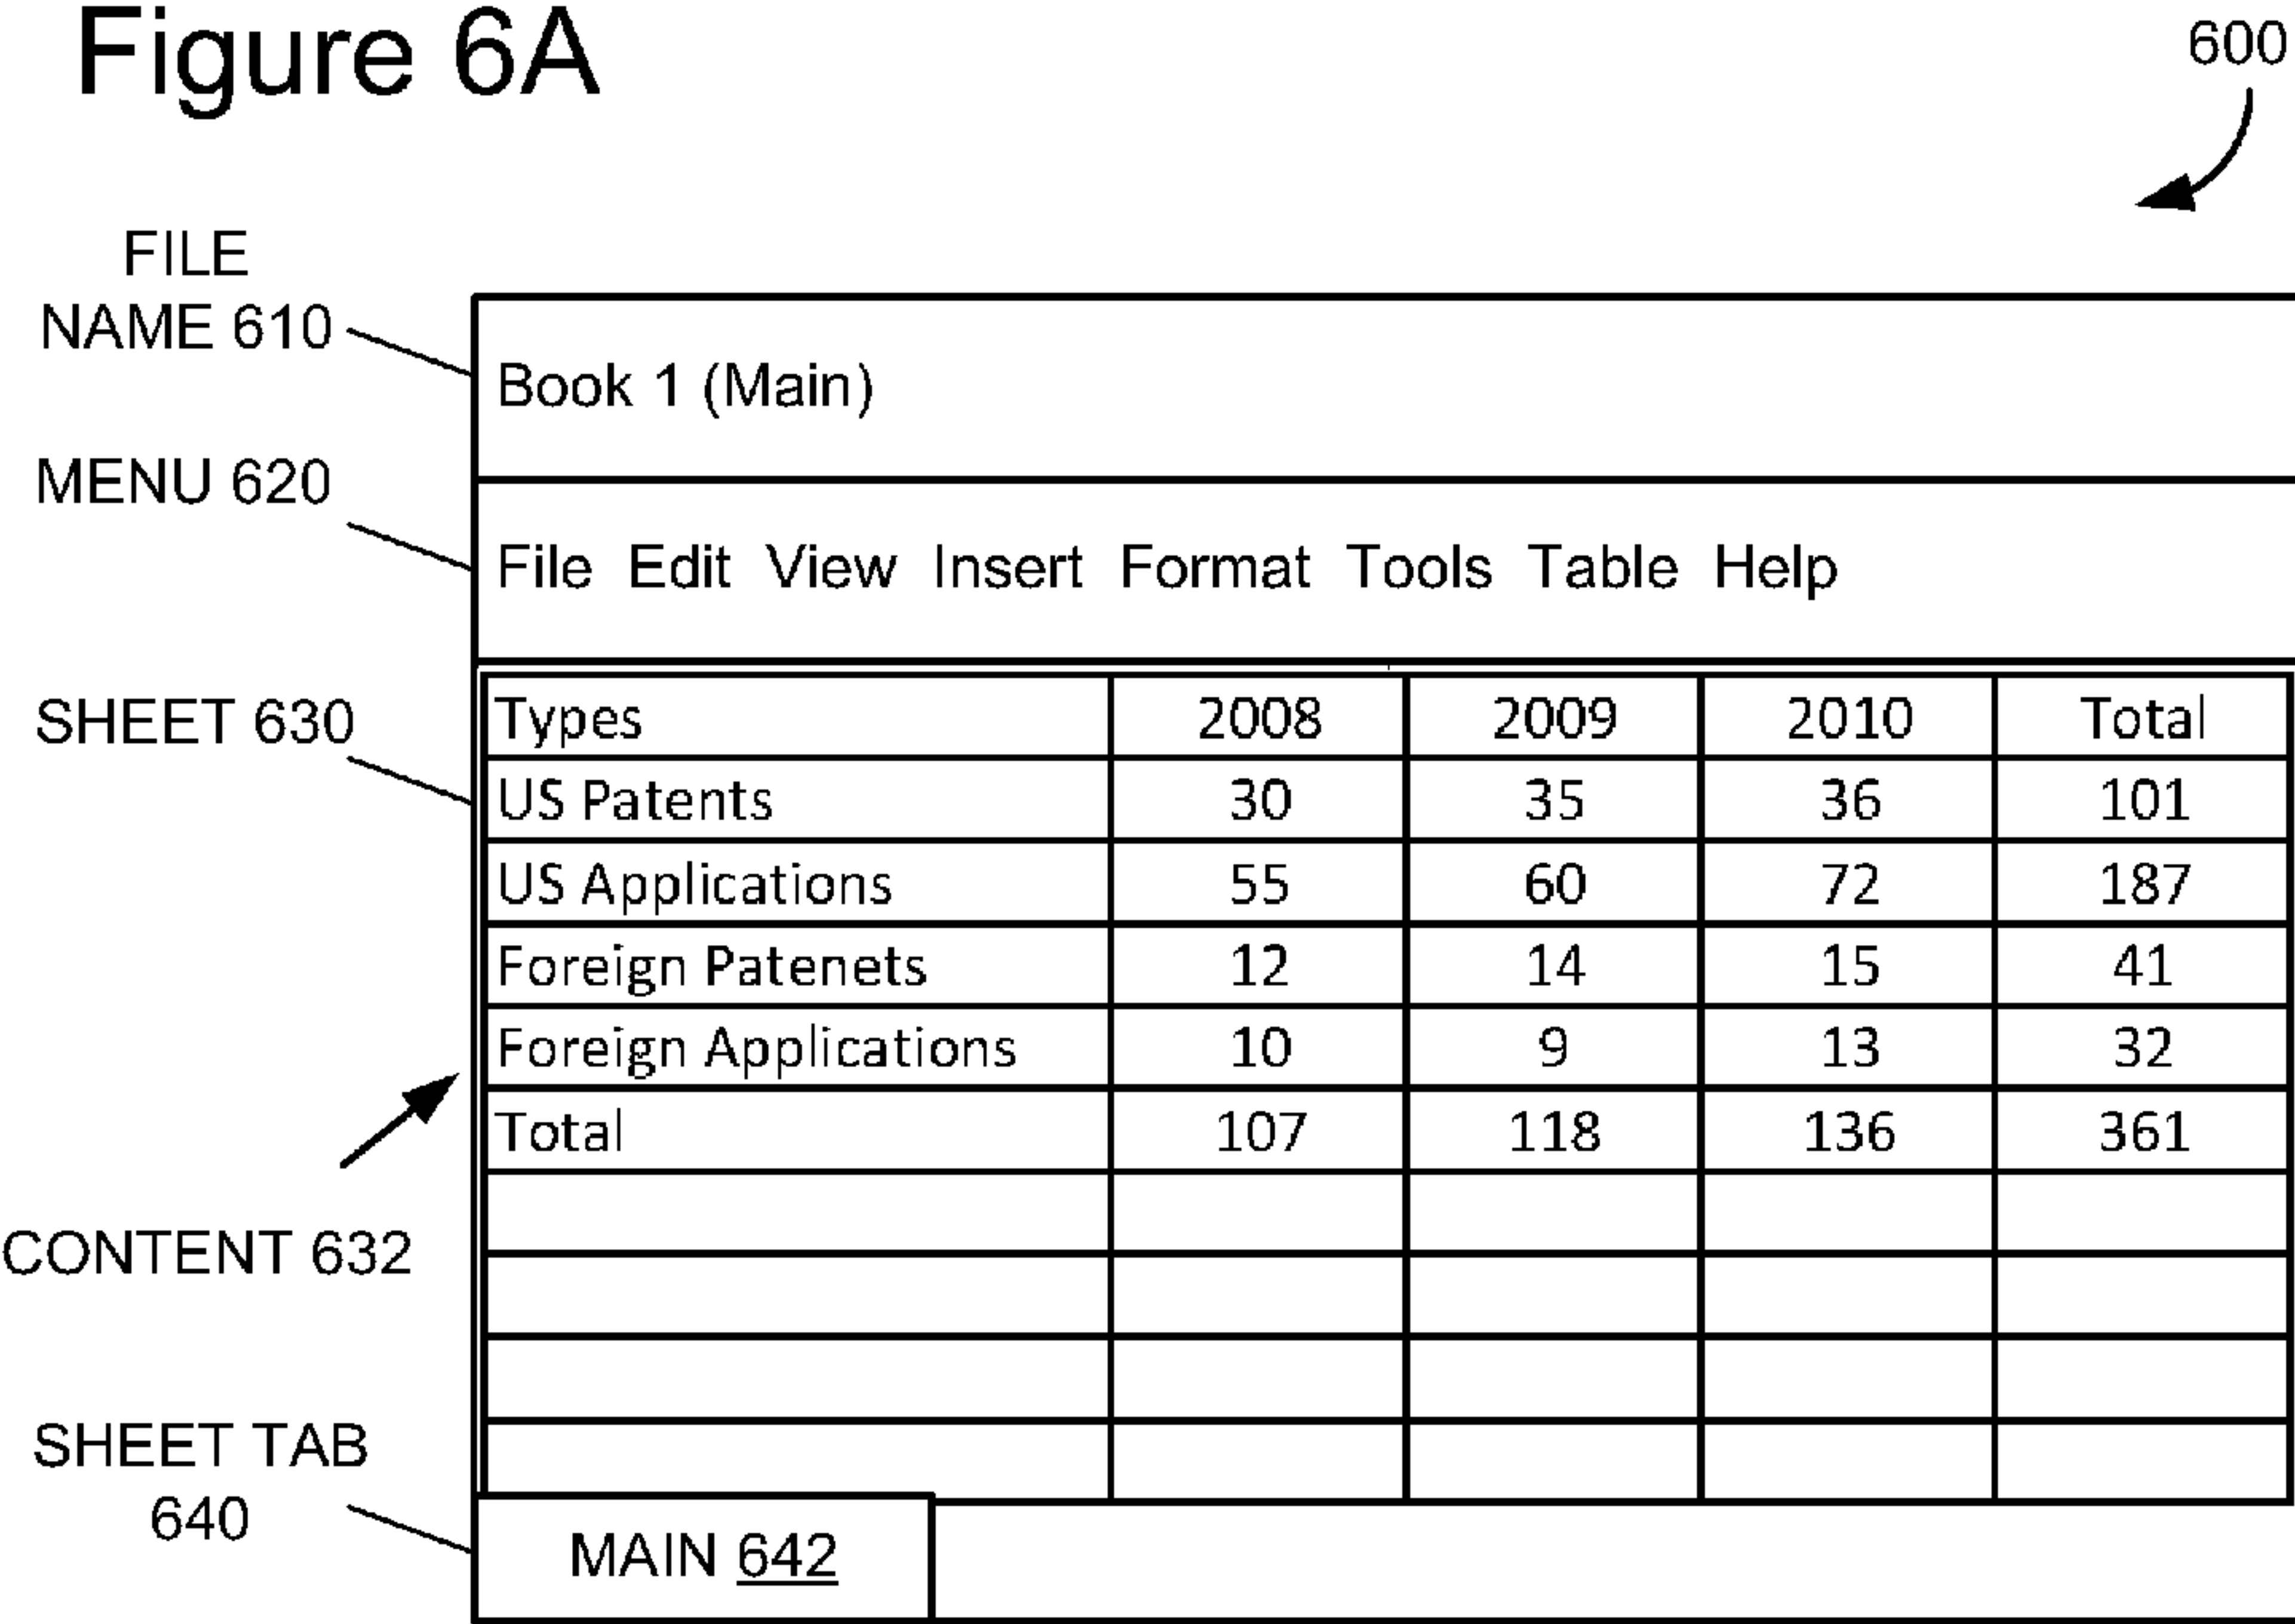 Figure 6A
600
FILE
NAME 610
Book 1 (Main)
MENU 620
File Edit View Insert Format Tools Table Help
SHEET 630
Types 2008 2009 2010 Total
US Patents 30 35 36 101
US Applications 55 60 72 187
Foreign Patenets 12 14 15 41
Foreign Applications 10 9 13 32
Total 107 118 136 361
CONTENT 632
SHEET TAB
640
MAIN 642